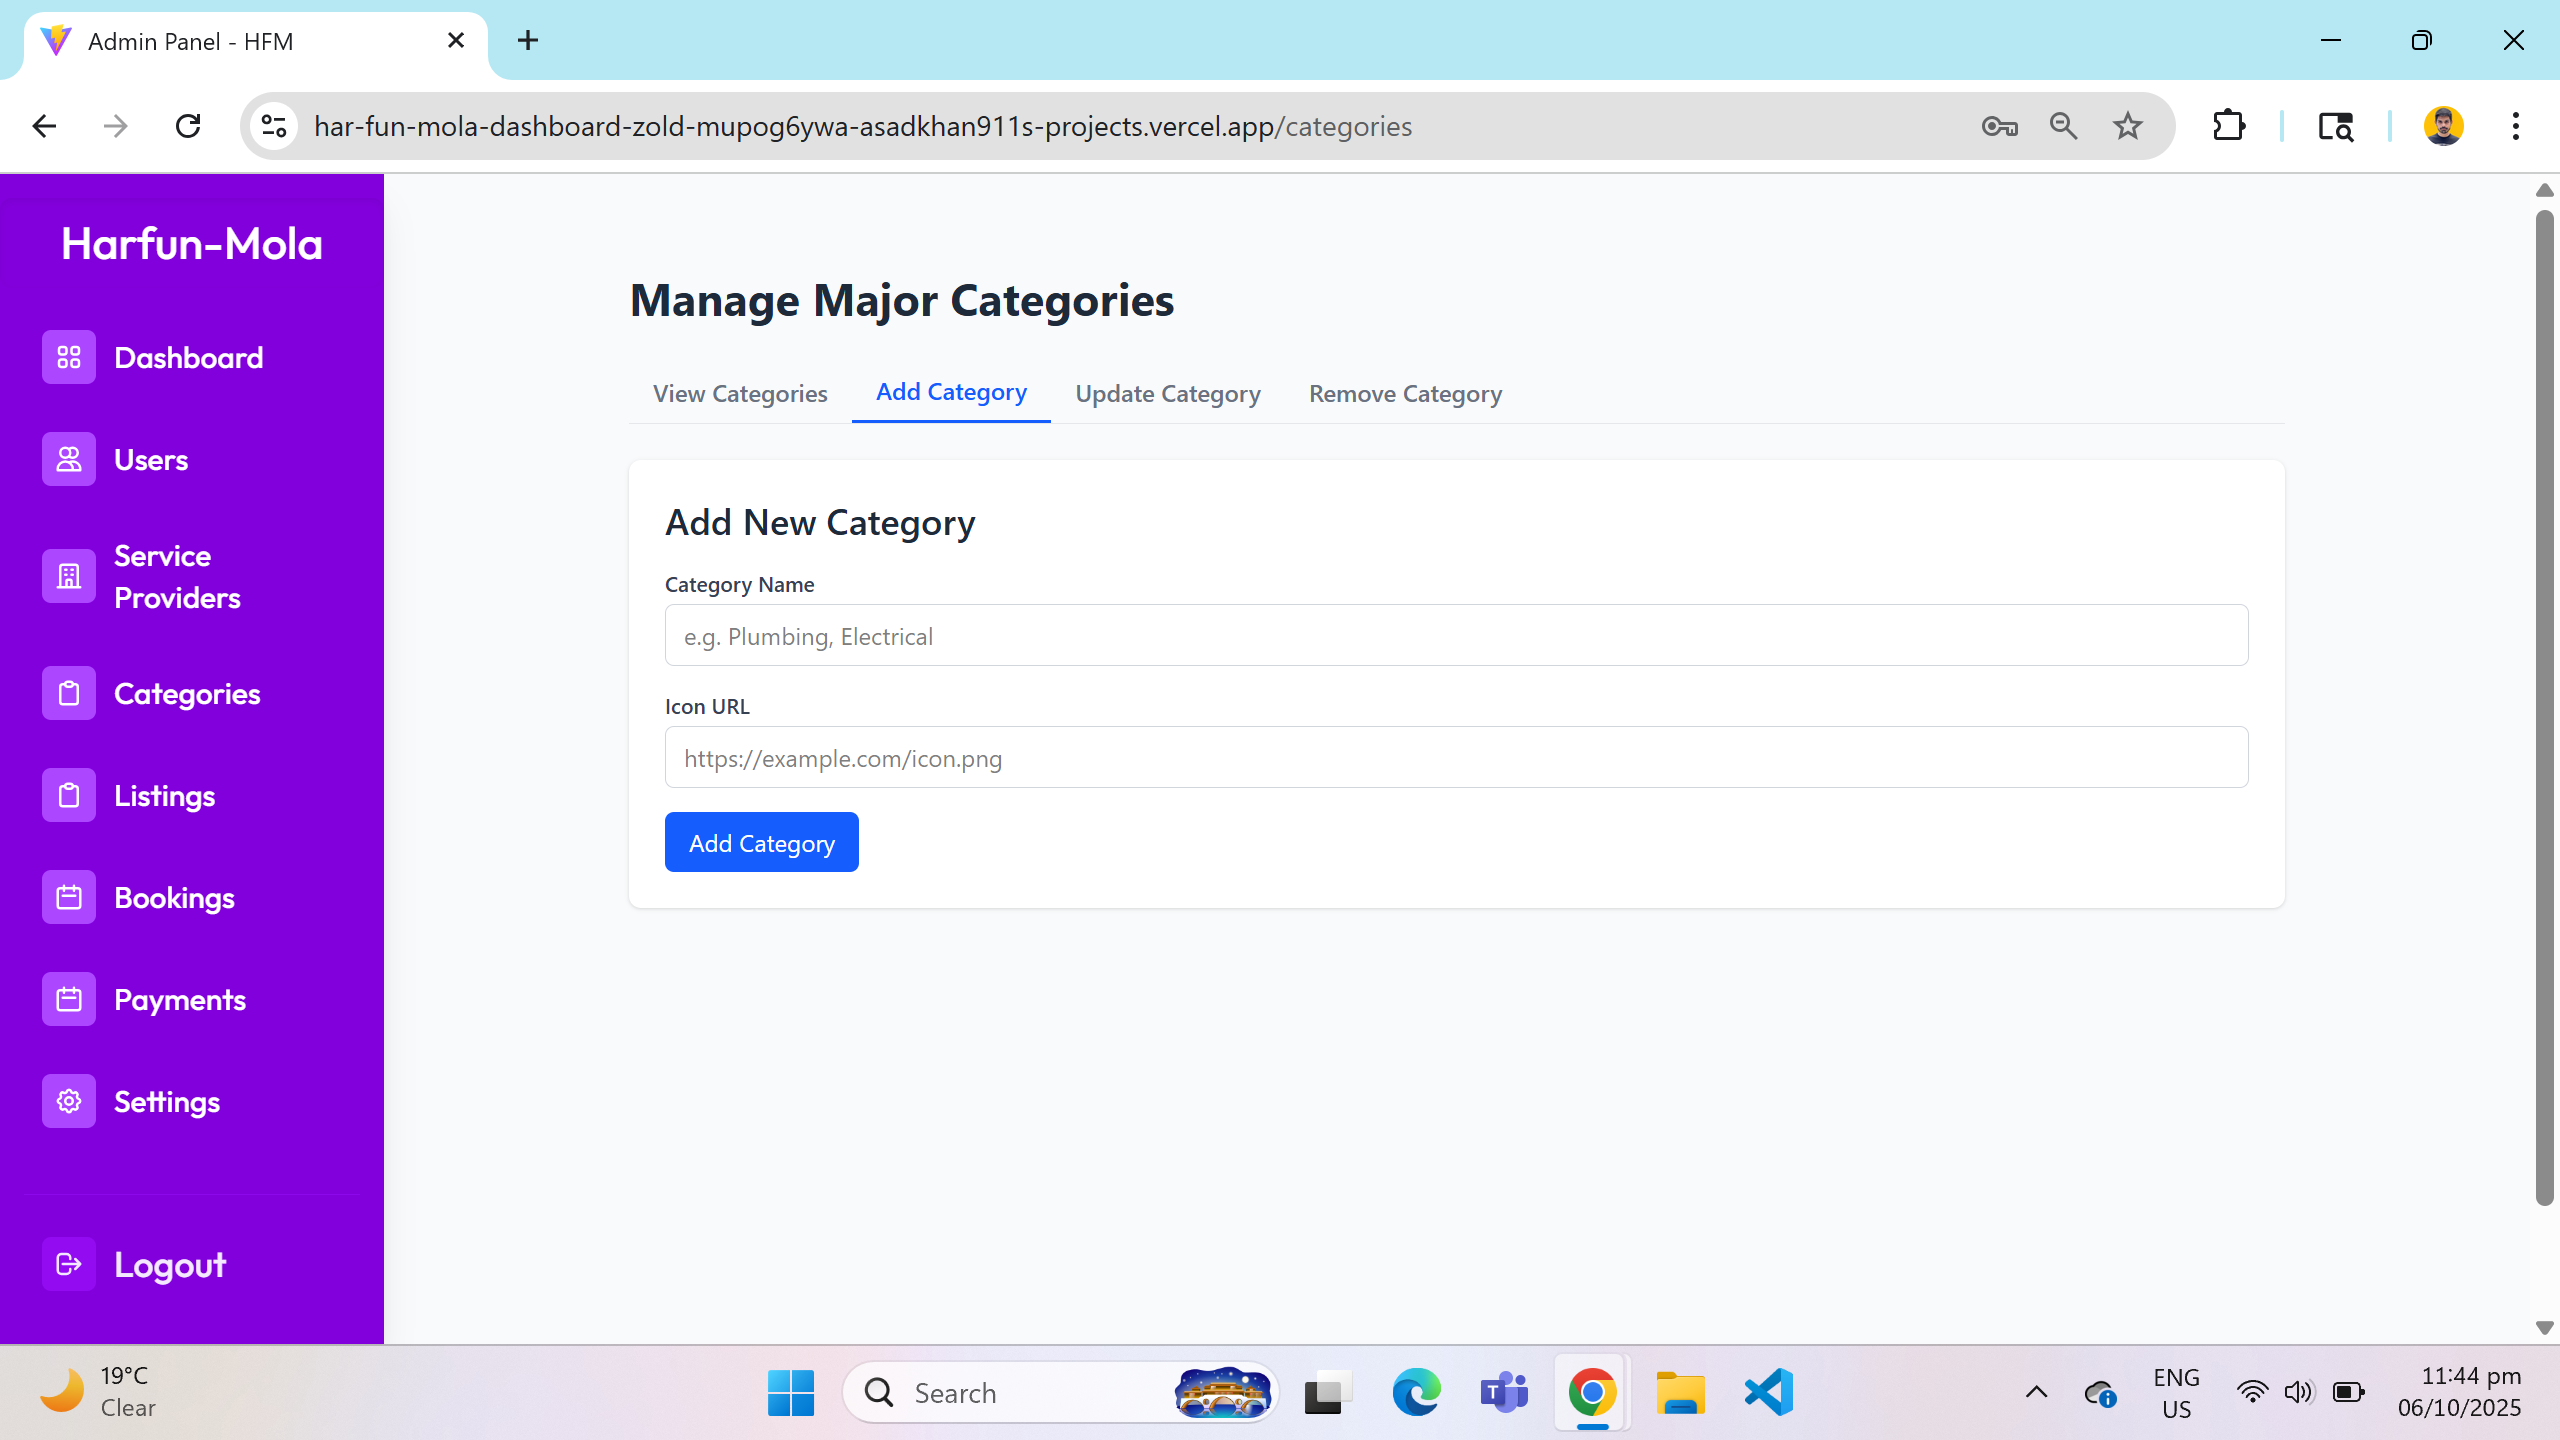 Admin Panel - HFM
har-fun-mola-dashboard-zold-mupog6ywa-asadkhan911s-projects.vercel.app/categories
Harfun-Mola
Dashboard
Users
Service
Providers
Categories
Listings
Bookings
Payments
Settings
Logout
Manage Major Categories
View Categories Add Category Update Category Remove Category
Add New Category
Category Name
e.g. Plumbing, Electrical
Icon URL
https://example.com/icon.png
Add Category
19°C
Clear
Search
T
ENG
US
11:44 pm
06/10/2025